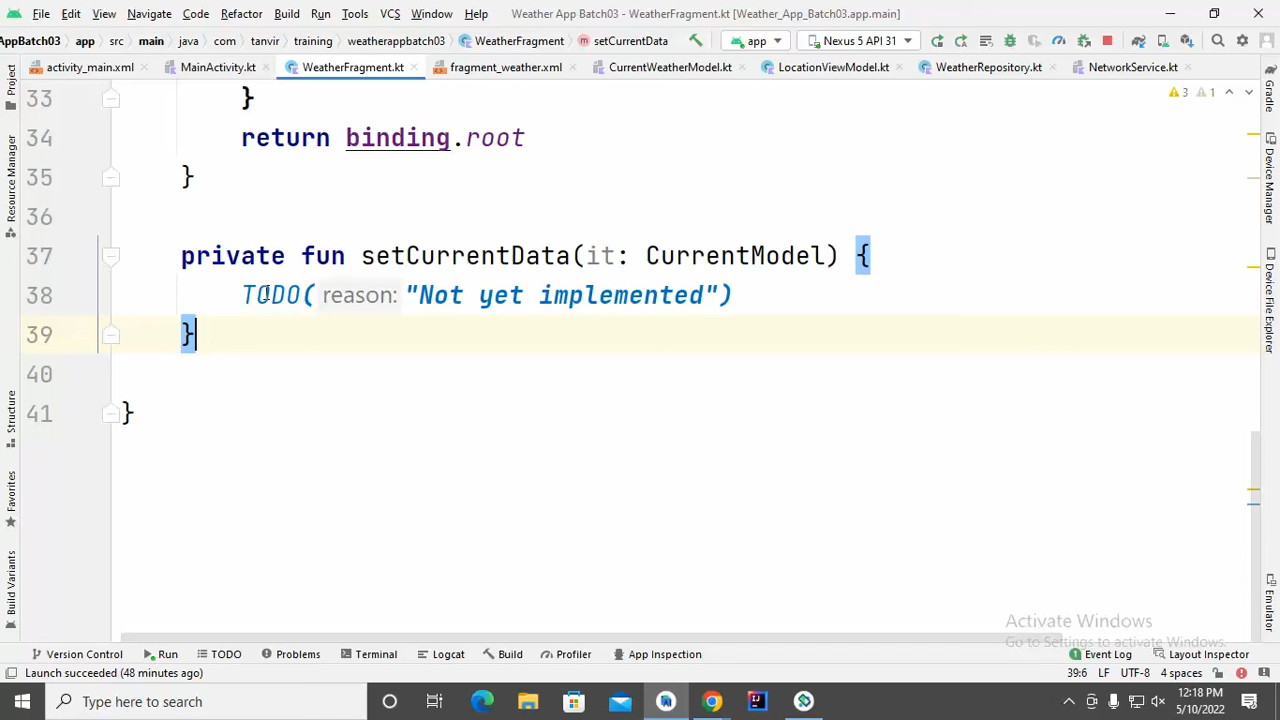 File Edit View Navigate Code Refactor Build Run Tools VCS Window Help Weather App Batch03 - WeatherFragment.kt [Weather_App_Batch03.app.main]
AppBatch03 app src main java com tanvir training weatherappbatch03 WeatherFragment setCurrentData app Nexus 5 API 31
activity_main.xml MainActivity.kt WeatherFragment.kt fragment_weather.xml CurrentWeatherModel.kt LocationViewModel.kt WeatherRepository.kt NetworkService.kt
3 1
33 }
34 return binding.root
35 }
36
37 private fun setCurrentData(it: CurrentModel) {
38 TODO( reason: "Not yet implemented")
39 }
40
41 }
Project
Resource Manager
Structure
Favorites
Build Variants
Gradle
Device Manager
Device File Explorer
Emulator
Activate Windows
Go to Settings to activate Windows.
Version Control Run TODO Problems Terminal Logcat Build Profiler App Inspection Event Log Layout Inspector
Launch succeeded (48 minutes ago) 39:6 LF UTF-8 4 spaces
Type here to search
12:18 PM
5/10/2022